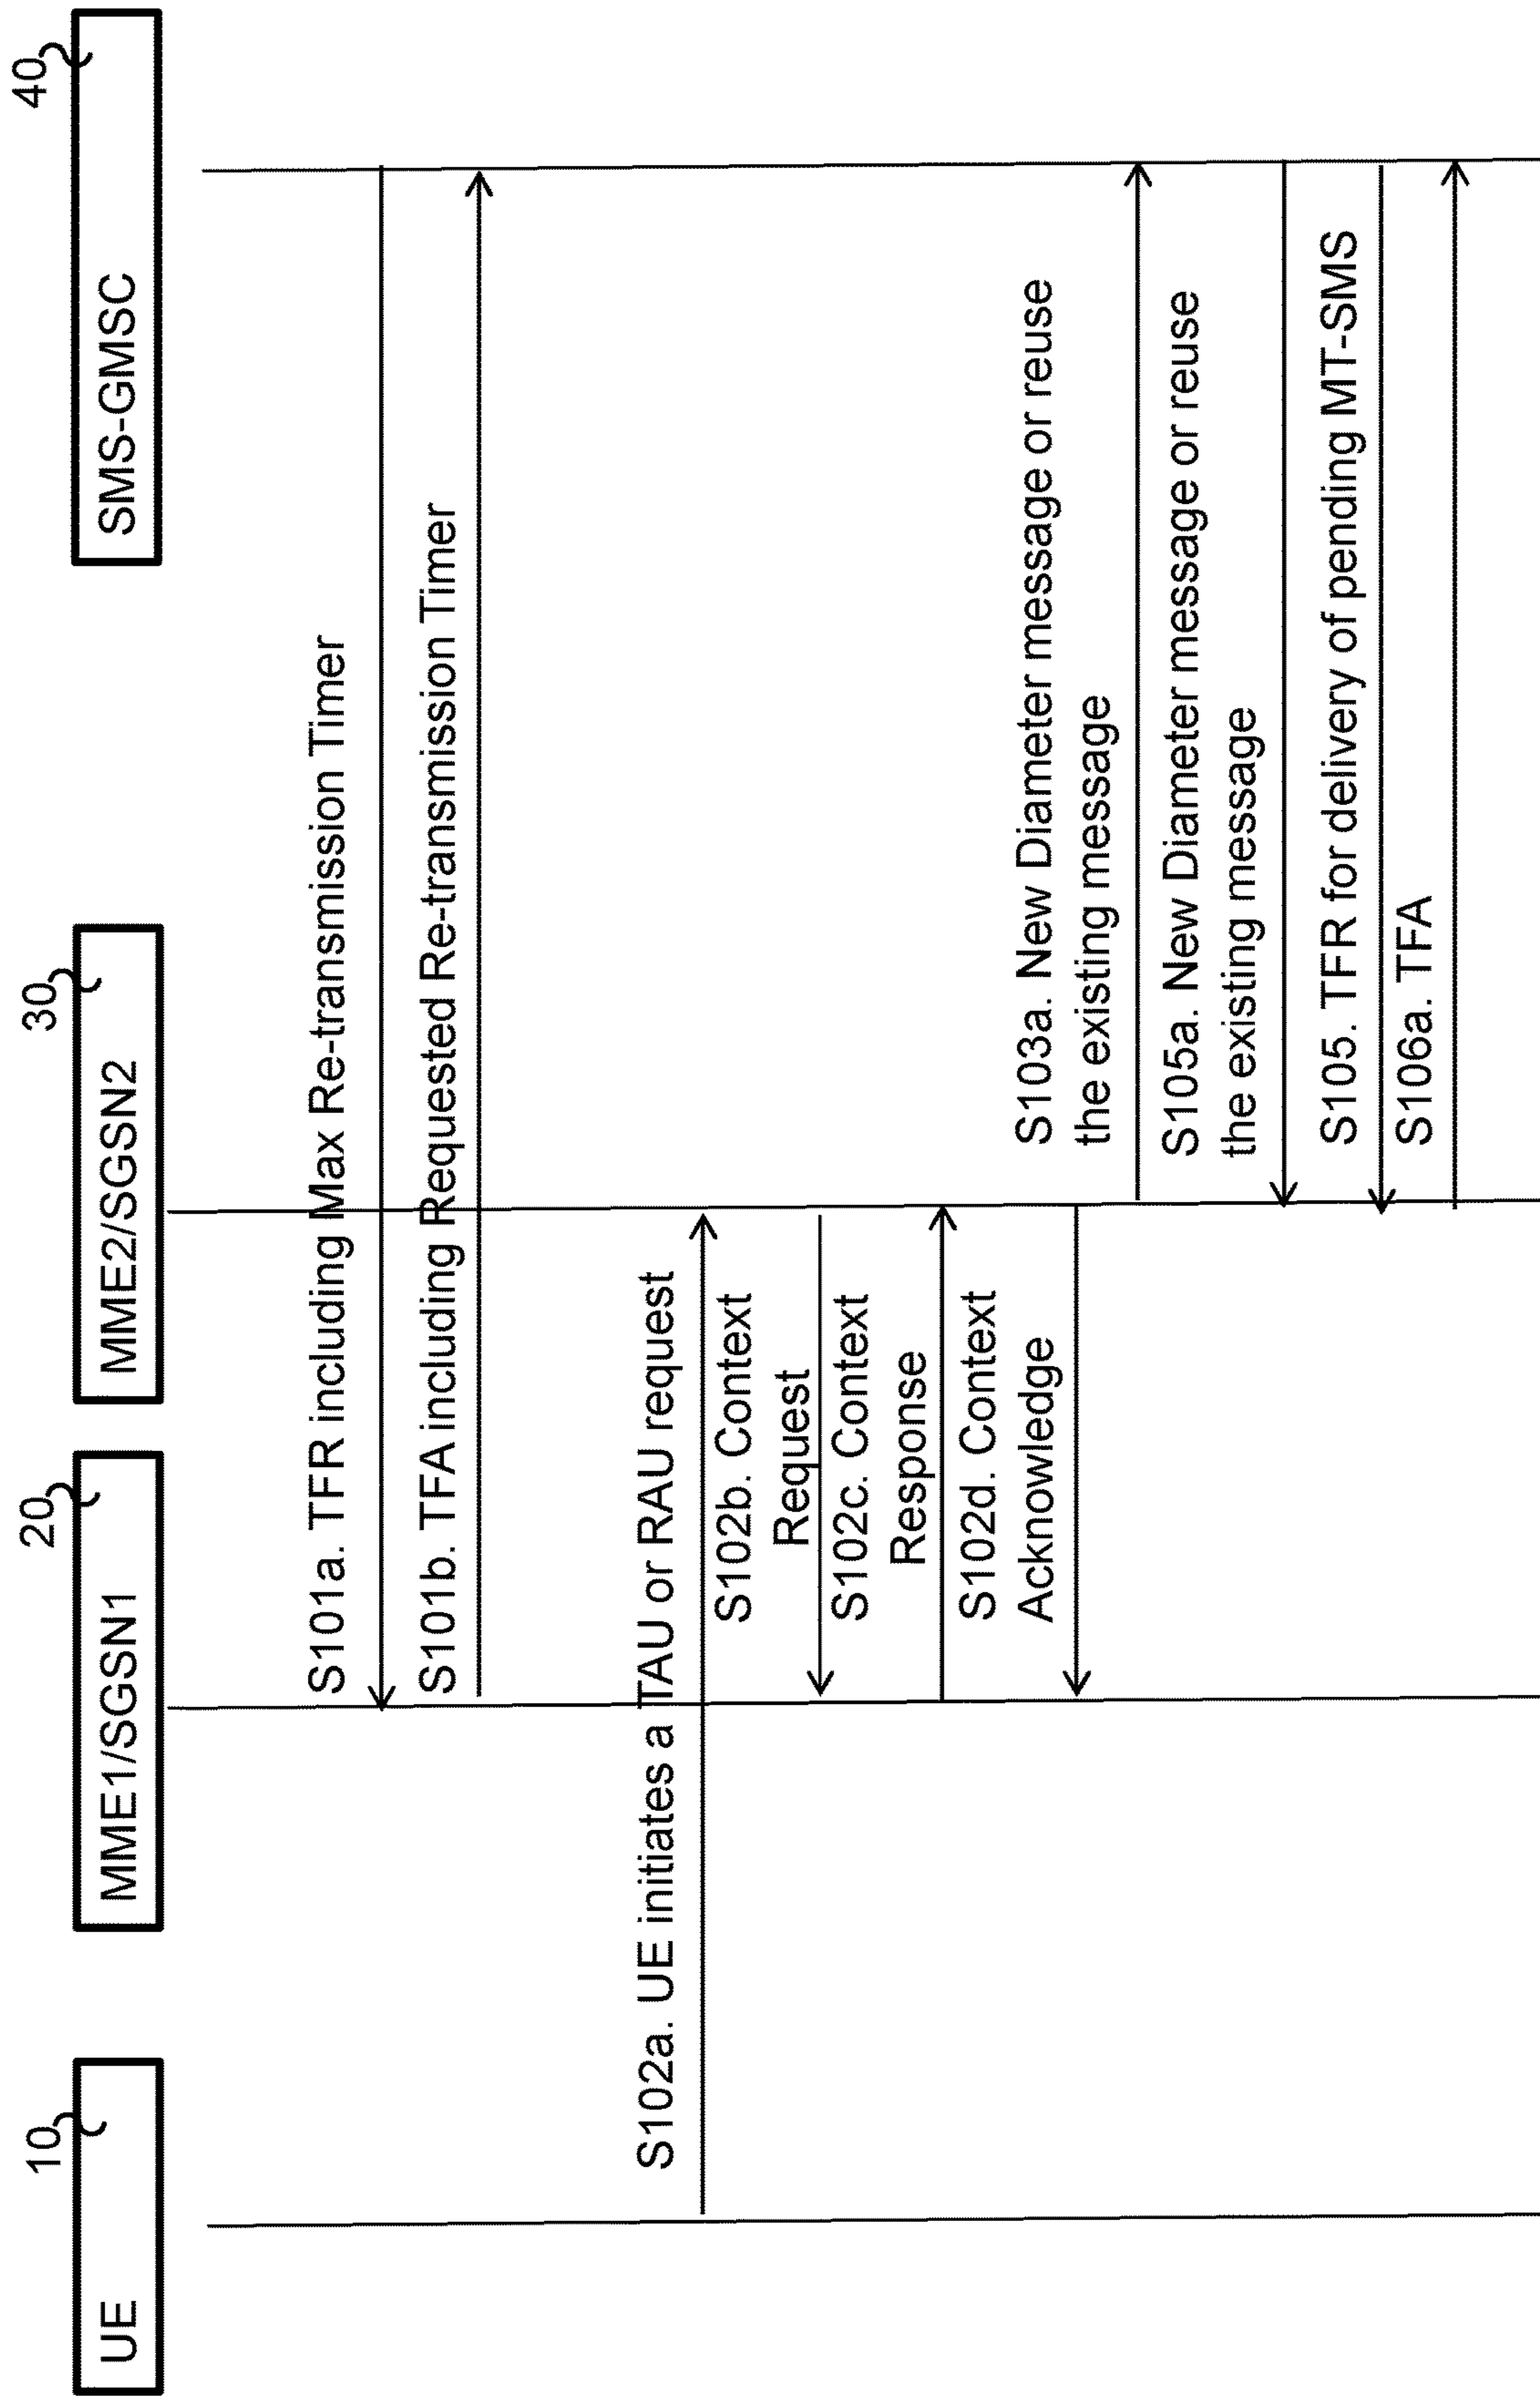 10
20
30
40
UE
MME1/SGSN1
MME2/SGSN2
SMS-GMSC
S101a. TFR including Max Re-transmission Timer
S101b. TFA including Requested Re-transmission Timer
S102a. UE initiates a TAU or RAU request
S102b. Context
Request
S102c. Context
Response
S102d. Context
Acknowledge
S103a. New Diameter message or reuse
the existing message
S105a. New Diameter message or reuse
the existing message
S105. TFR for delivery of pending MT-SMS
S106a. TFA